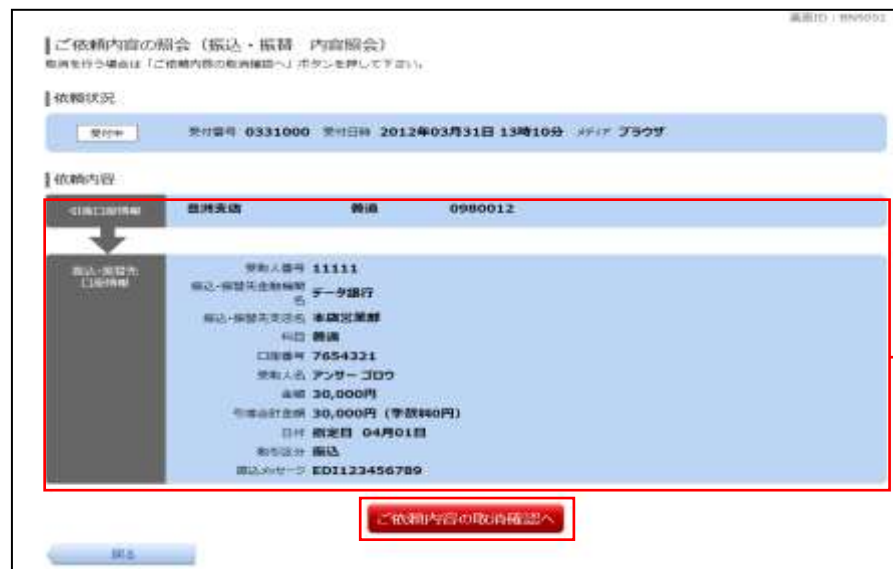 画面ID：BNS002
ご依頼内容の照会（振込・振替　内容照会）
取消を行う場合は「ご依頼内容の取消確認へ」ボタンを押して下さい。
依頼状況
受付中 受付番号 0331000 受付日時 2012年03月31日 13時10分 メディア ブラウザ
依頼内容
引落口座情報 豊洲支店 普通 0980012
振込・振替先
口座情報
受取人番号 11111
振込・振替先金融機関名 データ銀行
振込・振替先支店名 本店営業部
科目 普通
口座番号 7654321
受取人名 アンサー ゴロウ
金額 30,000円
引落合計金額 30,000円（手数料0円）
日付 指定日 04月01日
取引区分 振込
振込メッセージ EDI123456789
ご依頼内容の取消確認へ
戻る